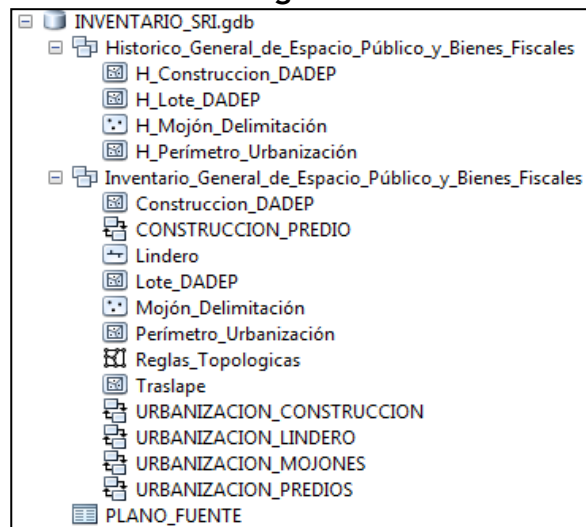 INVENTARIO_SRI.gdb
Historico_General_de_Espacio_Público_y_Bienes_Fiscales
H_Construccion_DADEP
H_Lote_DADEP
H_Mojón_Delimitación
H_Perímetro_Urbanización
Inventario_General_de_Espacio_Público_y_Bienes_Fiscales
Construccion_DADEP
CONSTRUCCION_PREDIO
Lindero
Lote_DADEP
Mojón_Delimitación
Perímetro_Urbanización
Reglas_Topologicas
Traslape
URBANIZACION_CONSTRUCCION
URBANIZACION_LINDERO
URBANIZACION_MOJONES
URBANIZACION_PREDIOS
PLANO_FUENTE